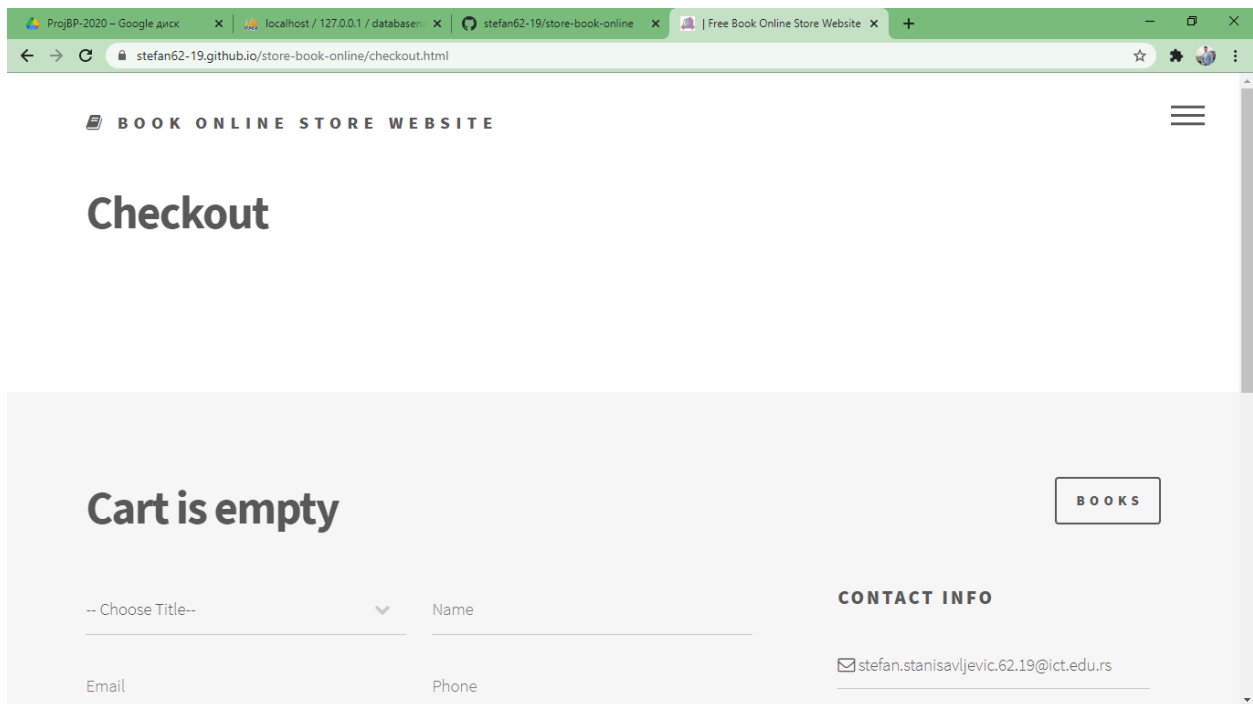 ProjBP-2020 – Google диск
localhost / 127.0.0.1 / databasen
stefan62-19/store-book-online
| Free Book Online Store Website
stefan62-19.github.io/store-book-online/checkout.html
BOOK ONLINE STORE WEBSITE
Checkout
Cart is empty
BOOKS
-- Choose Title--
Name
CONTACT INFO
stefan.stanisavljevic.62.19@ict.edu.rs
Email
Phone